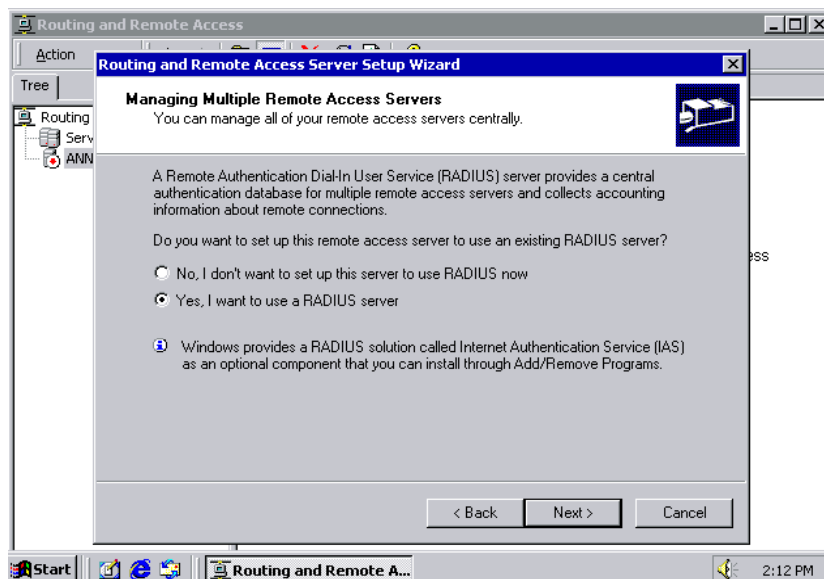 Routing and Remote Access
Action
Routing and Remote Access Server Setup Wizard
Tree
Managing Multiple Remote Access Servers
You can manage all of your remote access servers centrally.
Routing
Serv
ANN
A Remote Authentication Dial-In User Service (RADIUS) server provides a central
authentication database for multiple remote access servers and collects accounting
information about remote connections.
Do you want to set up this remote access server to use an existing RADIUS server?
ess
No, I don't want to set up this server to use RADIUS now
Yes, I want to use a RADIUS server
Windows provides a RADIUS solution called Internet Authentication Service (IAS)
as an optional component that you can install through Add/Remove Programs.
< Back
Next >
Cancel
Start
Routing and Remote A...
2:12 PM